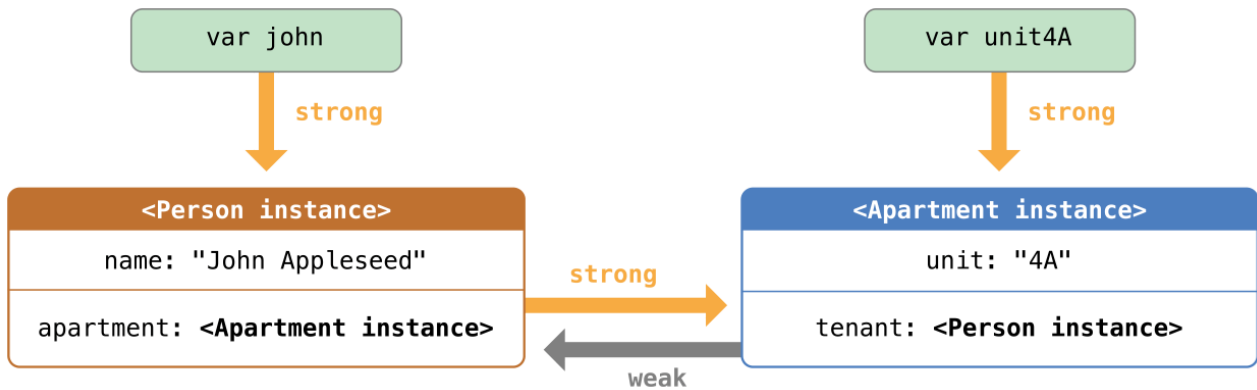 var john
var unit4A
strong
strong
<Person instance>
<Apartment instance>
name: "John Appleseed"
unit: "4A"
strong
apartment: <Apartment instance>
tenant: <Person instance>
weak